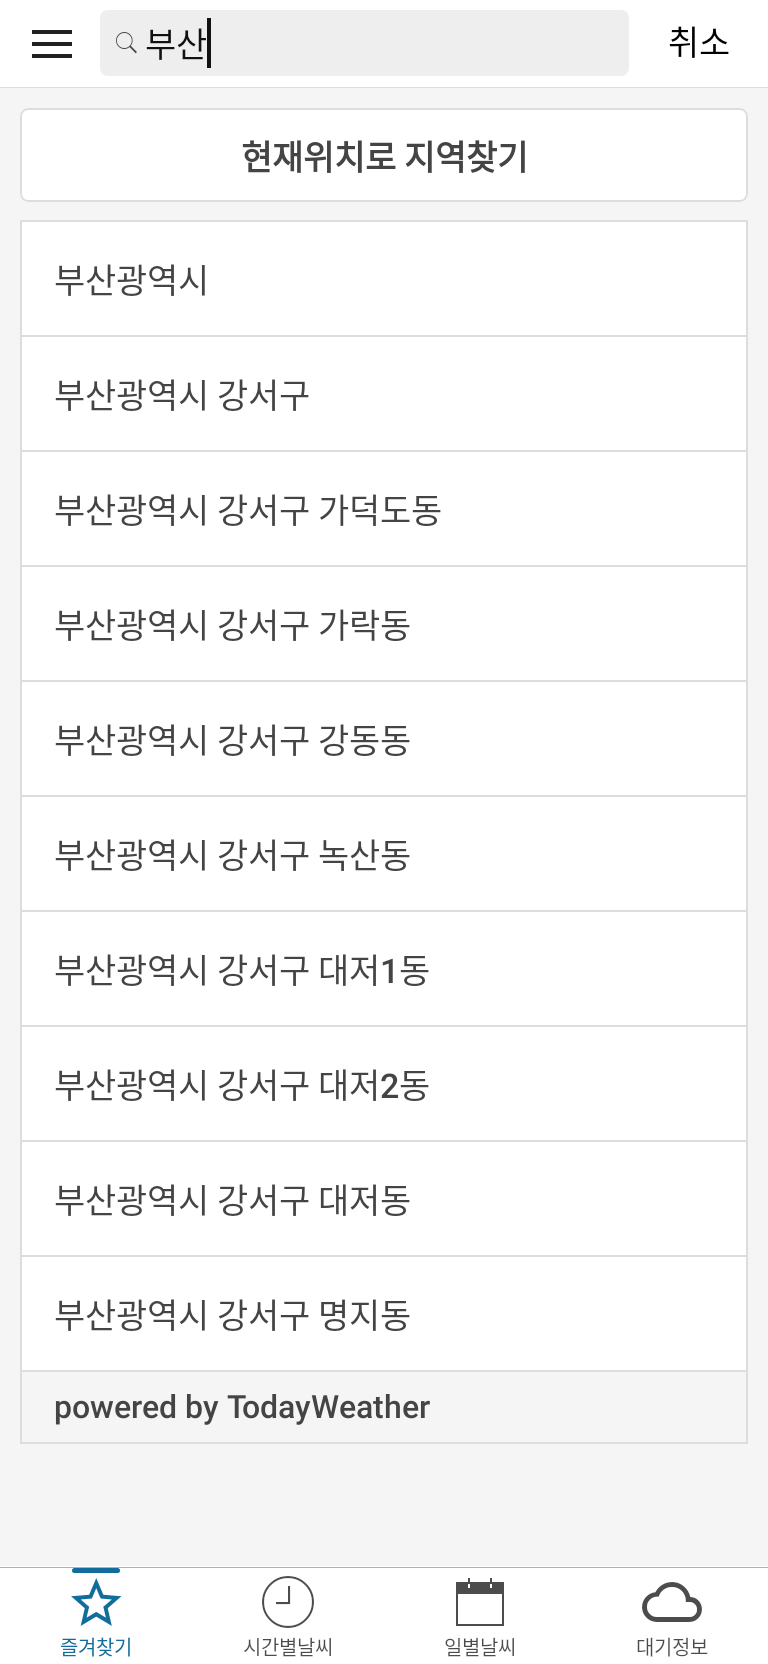 부산
취소
현재위치로 지역찾기
부산광역시
부산광역시 강서구
부산광역시 강서구 가덕도동
부산광역시 강서구 가락동
부산광역시 강서구 강동동
부산광역시 강서구 녹산동
부산광역시 강서구 대저1동
부산광역시 강서구 대저2동
부산광역시 강서구 대저동
부산광역시 강서구 명지동
powered by TodayWeather
즐겨찾기
시간별날씨
일별날씨
대기정보